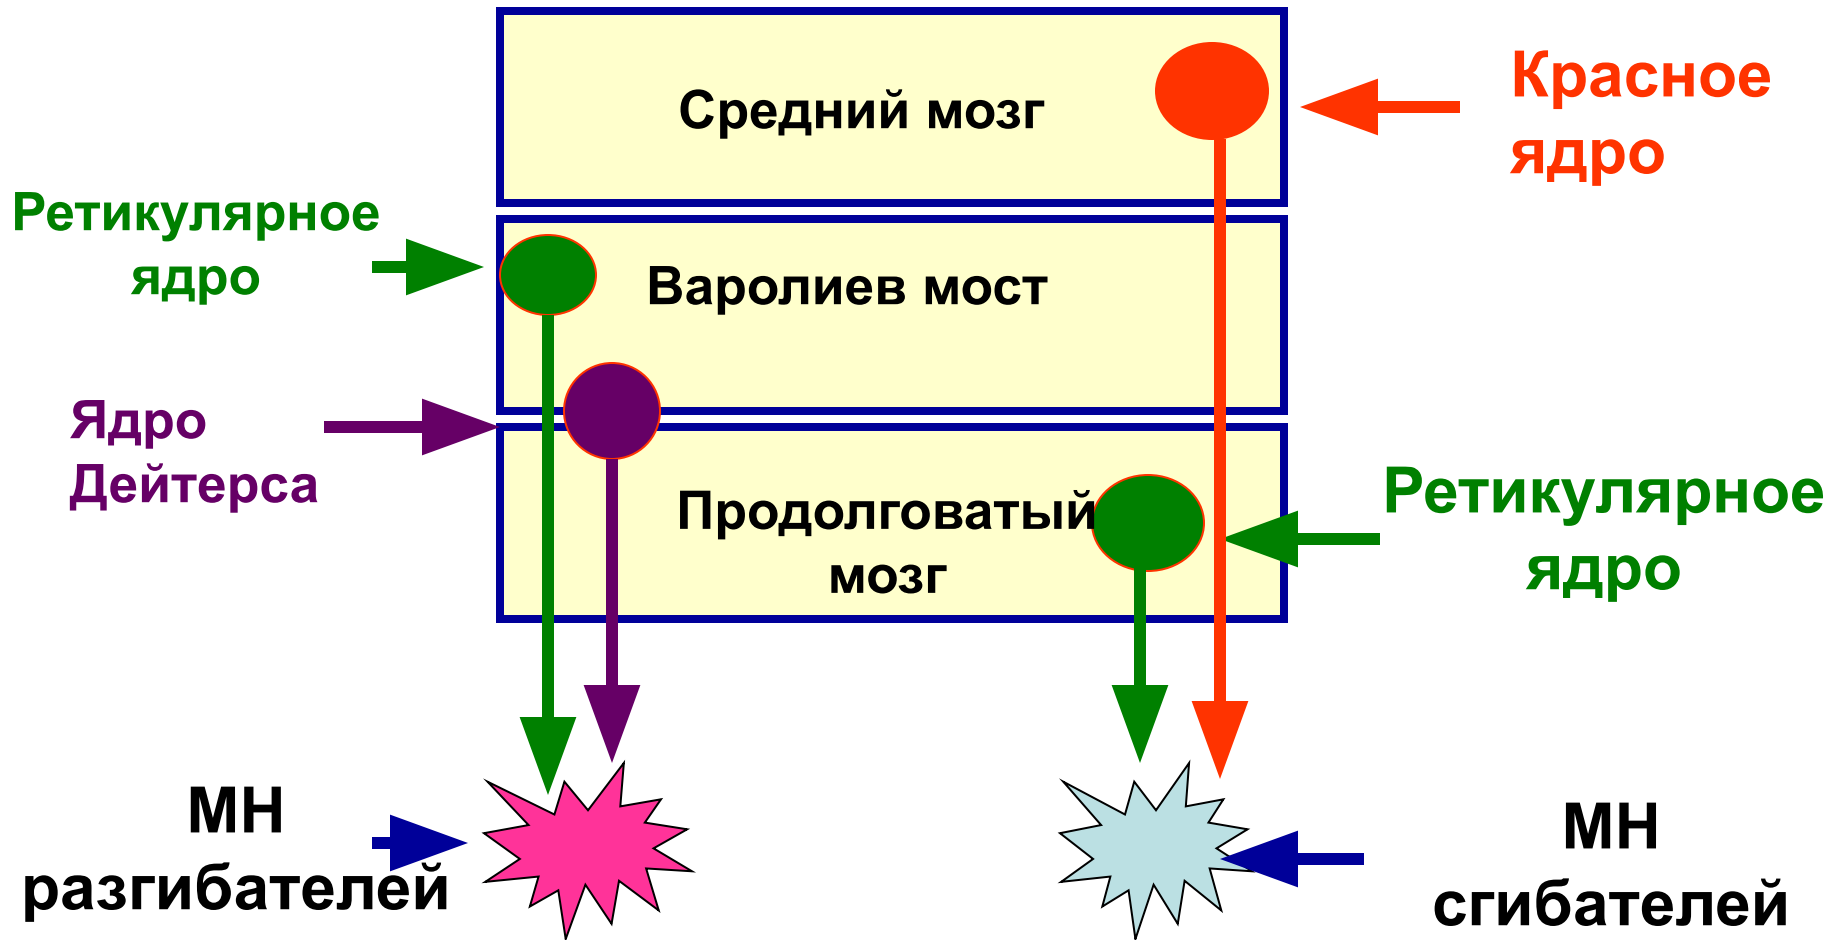 Средний мозг
Красное
ядро
Ретикулярное
ядро
Варолиев мост
Ядро
Дейтерса
Продолговатый
мозг
Ретикулярное
ядро
МН
разгибателей
МН
сгибателей